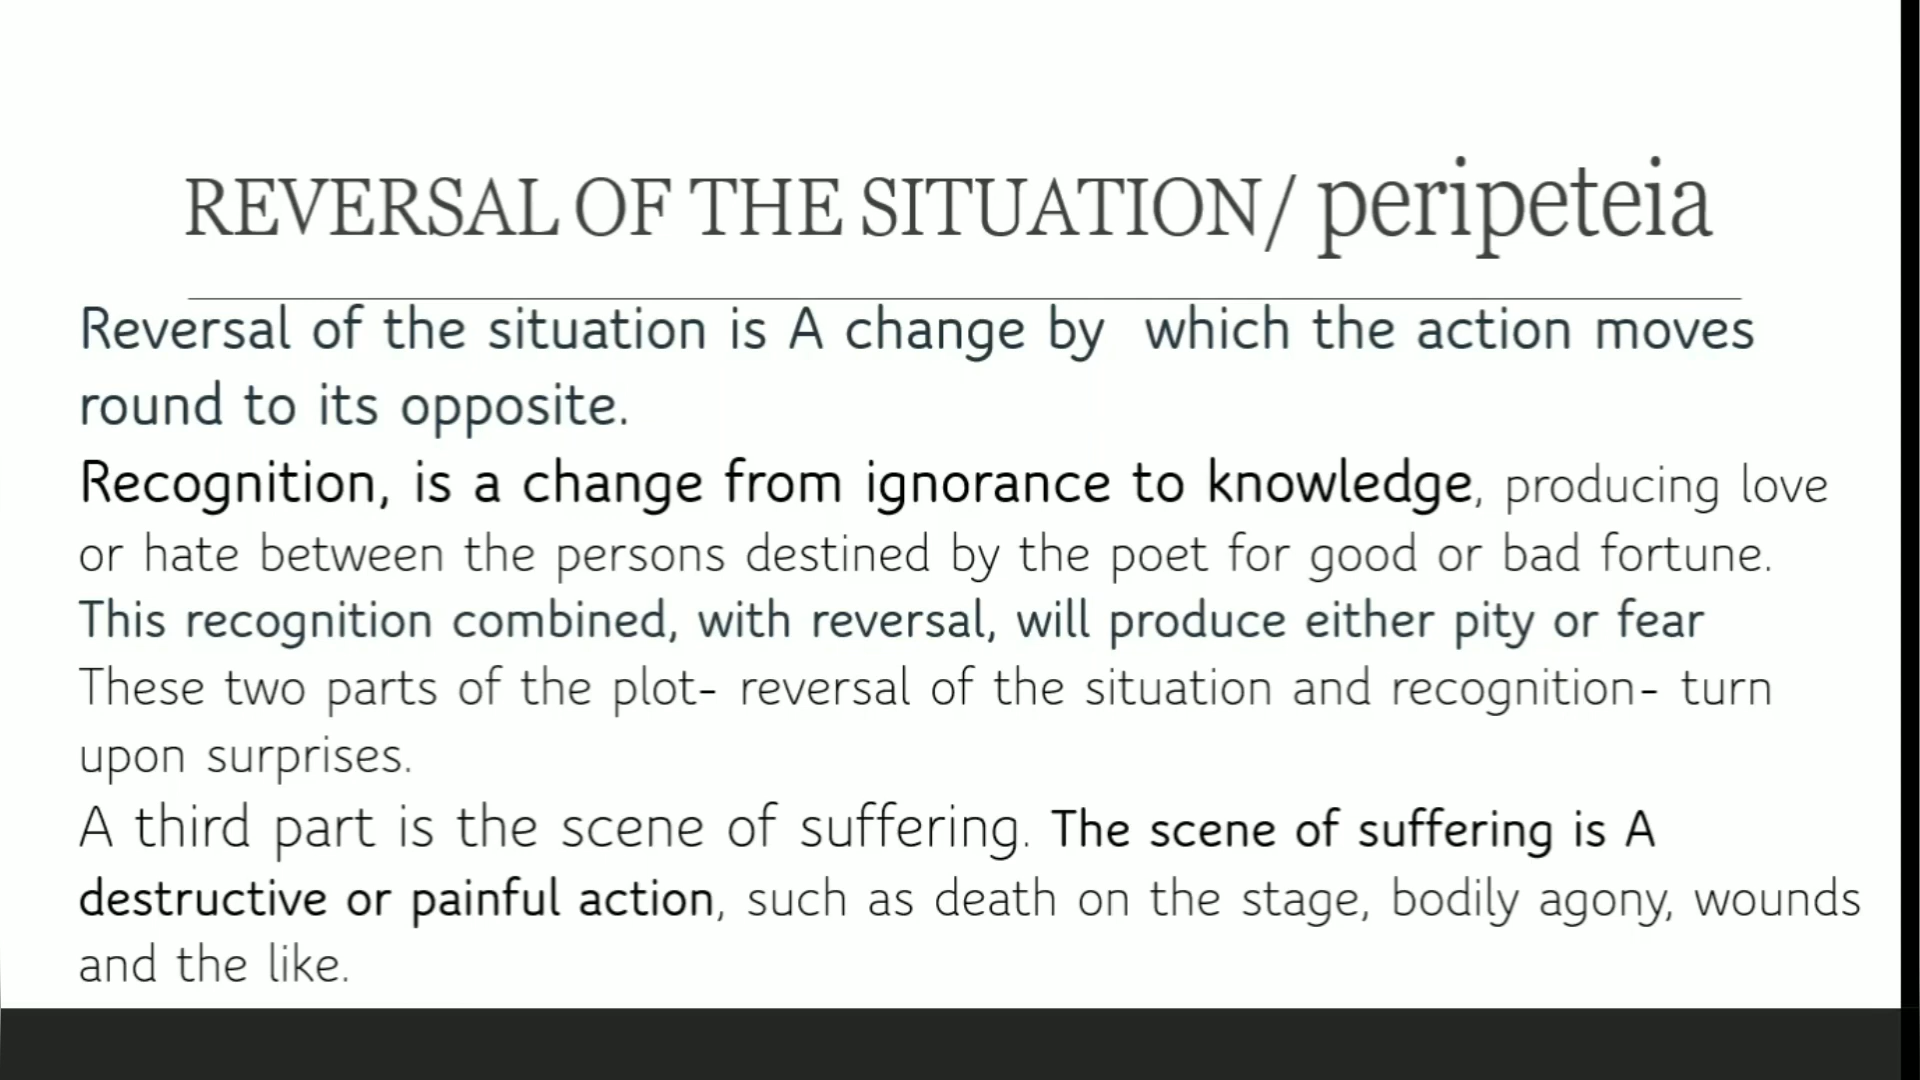 REVERSAL OF THE SITUATION/ peripeteia
Reversal of the situation is A change by which the action moves
round to its opposite.
Recognition, is a change from ignorance to knowledge, producing love
or hate between the persons destined by the poet for good or bad fortune.
This recognition combined, with reversal, will produce either pity or fear
These two parts of the plot- reversal of the situation and recognition- turn
upon surprises.
A third part is the scene of suffering. The scene of suffering is A
destructive or painful action, such as death on the stage, bodily agony, wounds
and the like.